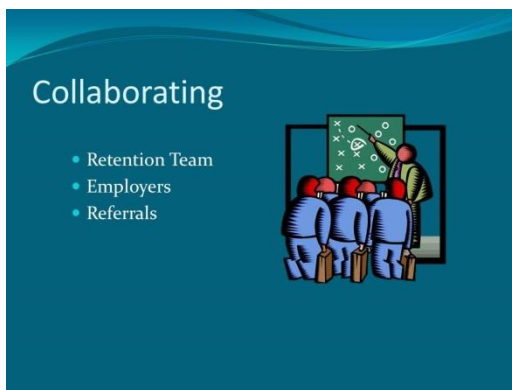 Collaborating
• Retention Team
• Employers
• Referrals